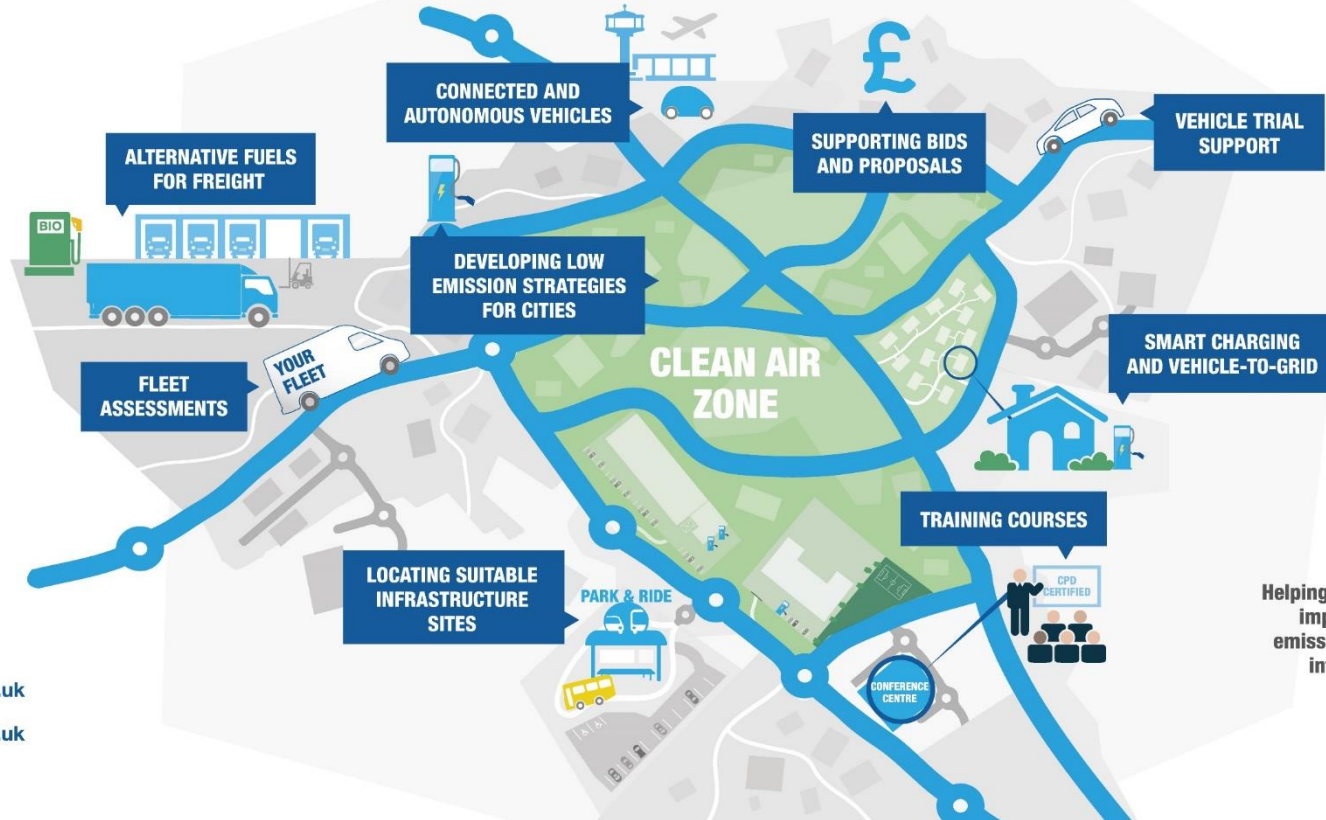 CONNECTED AND
AUTONOMOUS VEHICLES
£
SUPPORTING BIDS
AND PROPOSALS
VEHICLE TRIAL
SUPPORT
ALTERNATIVE FUELS
FOR FREIGHT
BIO
DEVELOPING LOW
EMISSION STRATEGIES
FOR CITIES
YOUR
FLEET
FLEET
ASSESSMENTS
CLEAN AIR
ZONE
SMART CHARGING
AND VEHICLE-TO-GRID
TRAINING COURSES
CPD
CERTIFIED
LOCATING SUITABLE
INFRASTRUCTURE
SITES
PARK & RIDE
CONFERENCE
CENTRE
Helping
imp
emiss
in
.uk
.uk